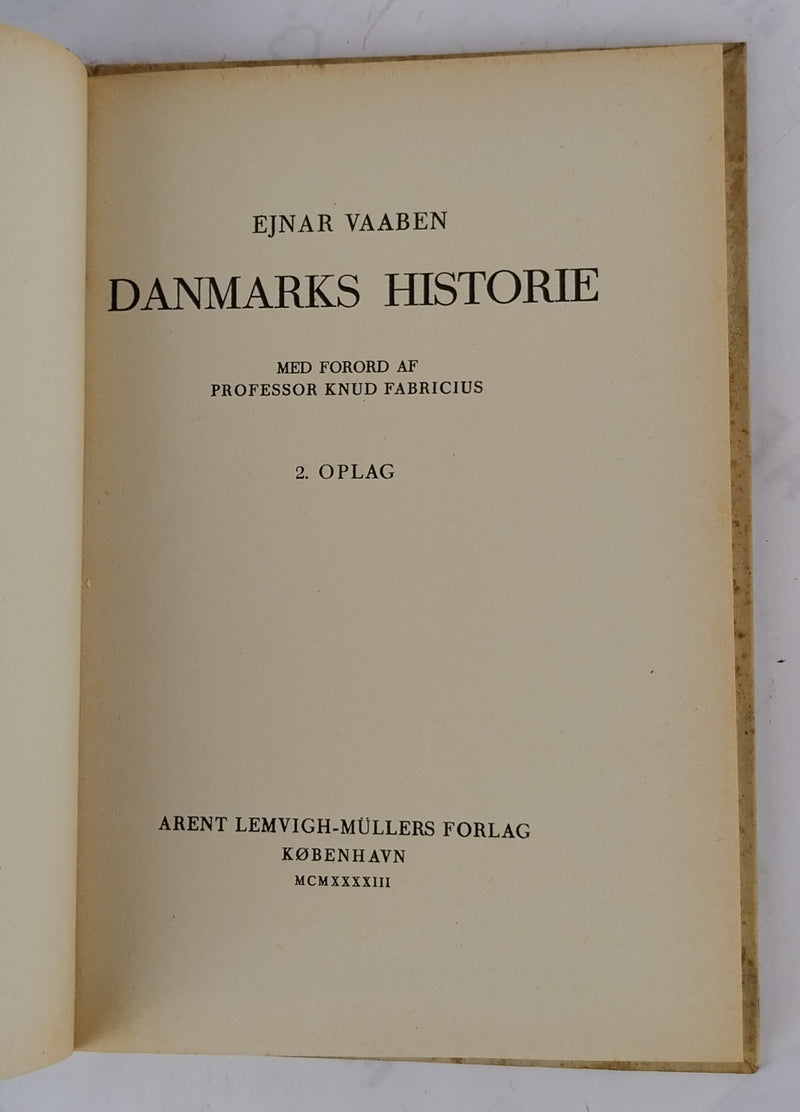 EJNAR VAABEN
DANMARKS HISTORIE
MED FORORD AF
PROFESSOR KNUD FABRICIUS
2. OPLAG
ARENT LEMVIGH-MÜLLERS FORLAG
KØBENHAVN
MCMXXXXIII